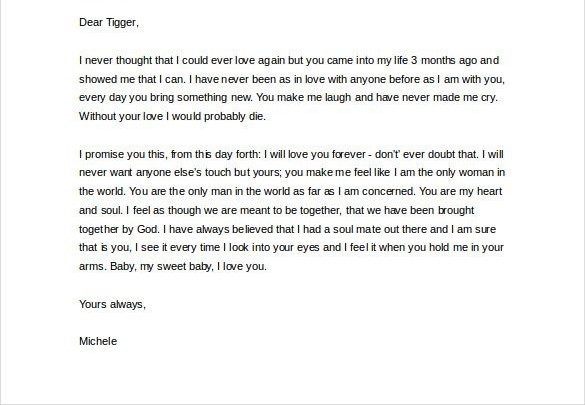 Dear Tigger,
I never thought that I could ever love again but you came into my life 3 months ago and
showed me that I can. I have never been as in love with anyone before as I am with you,
every day you bring something new. You make me laugh and have never made me cry.
Without your love I would probably die.
I promise you this, from this day forth: I will love you forever - don't' ever doubt that. I will
never want anyone else's touch but yours; you make me feel like I am the only woman in
the world. You are the only man in the world as far as I am concerned. You are my heart
and soul. I feel as though we are meant to be together, that we have been brought
together by God. I have always believed that I had a soul mate out there and I am sure
that is you, I see it every time I look into your eyes and I feel it when you hold me in your
arms. Baby, my sweet baby, I love you.
Yours always,
Michele